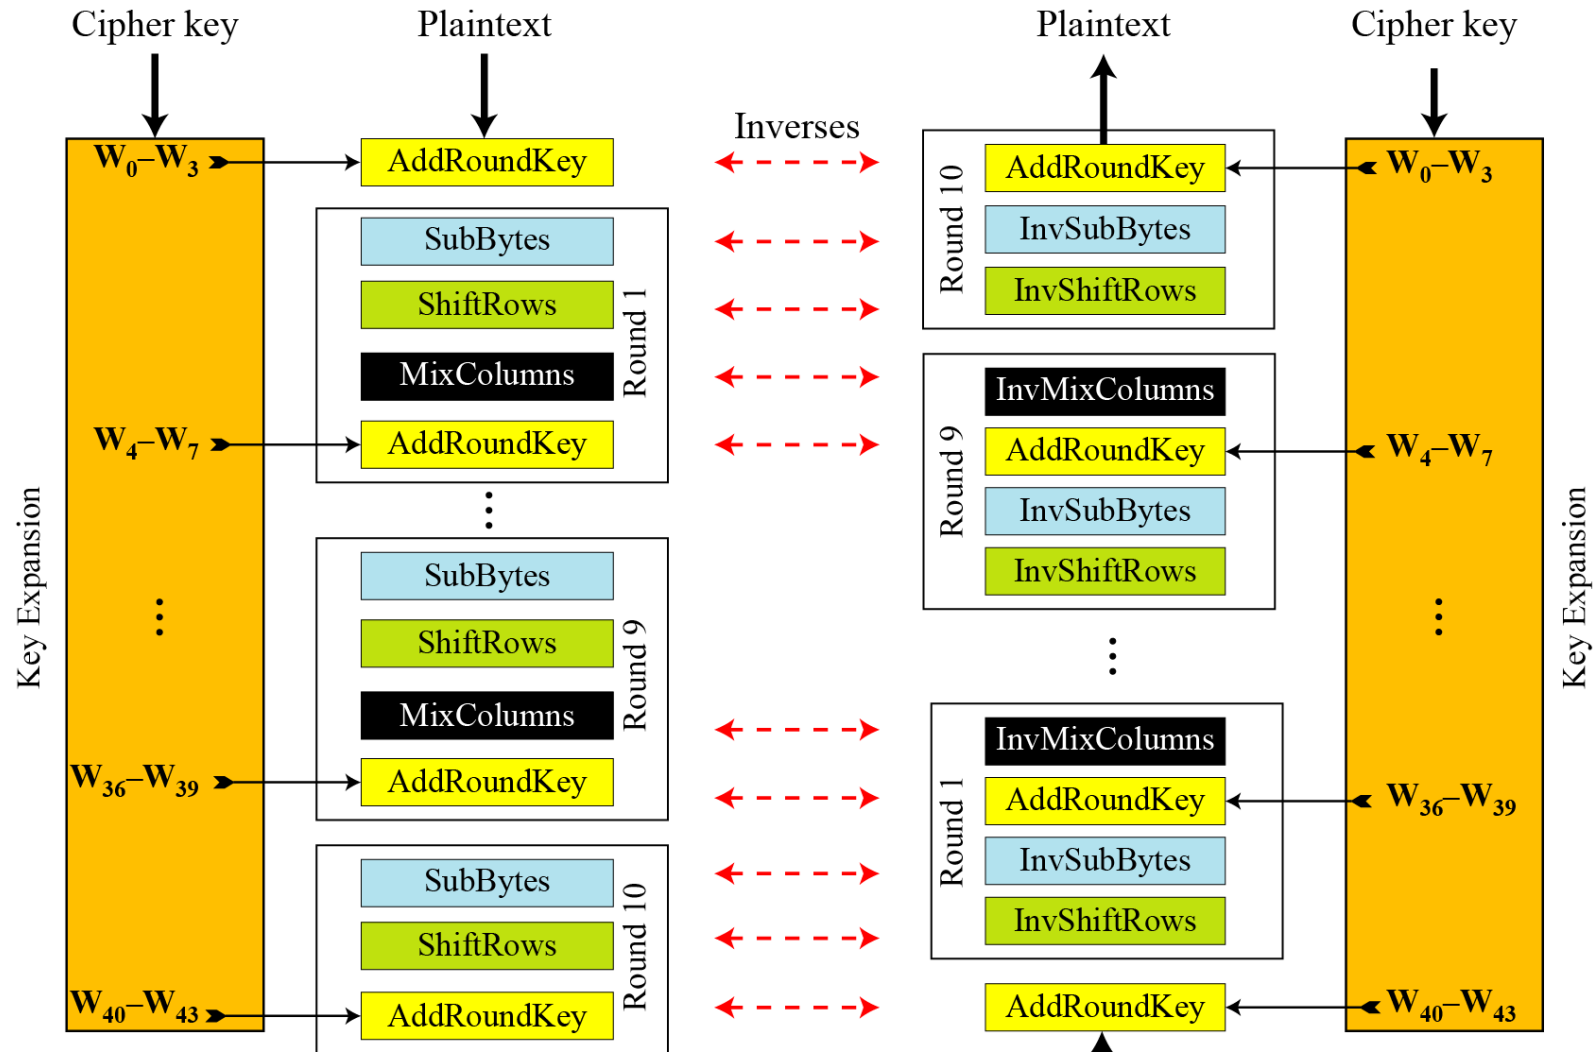 Cipher key
Plaintext
Plaintext
Cipher key
Inverses
W0–W3
AddRoundKey
AddRoundKey
W0–W3
SubBytes
ShiftRows
MixColumns
W4–W7
AddRoundKey
Round 1
InvSubBytes
InvShiftRows
Round 10
InvMixColumns
AddRoundKey
W4–W7
InvSubBytes
InvShiftRows
Round 9
Key Expansion
Key Expansion
⋮
⋮
⋮
⋮
SubBytes
ShiftRows
MixColumns
W36–W39
AddRoundKey
Round 9
InvMixColumns
AddRoundKey
W36–W39
InvSubBytes
InvShiftRows
Round 1
SubBytes
ShiftRows
W40–W43
AddRoundKey
Round 10
AddRoundKey
W40–W43